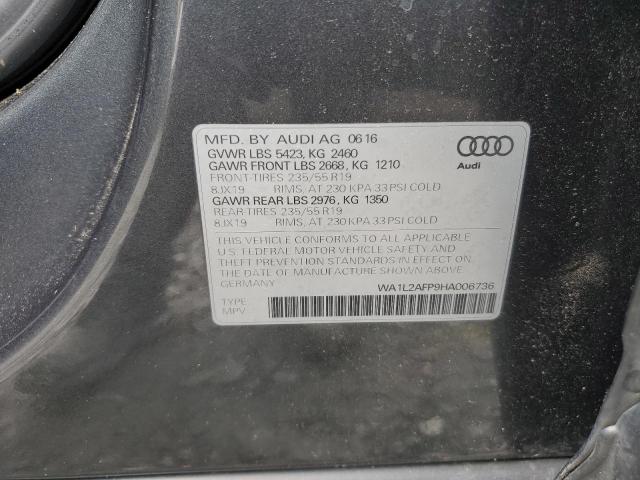 MFD. BY AUDI AG 06 16
GVWR LBS 5423, KG 2460
GAWR FRONT LBS 2668, KG 1210
FRONT-TIRES 235/55 R19
8JX19 RIMS, AT 230 KPA 33 PSI COLD
GAWR REAR LBS 2976, KG 1350
REAR-TIRES 235/55 R19
8JX19 RIMS, AT 230 KPA 33 PSI COLD
Audi
THIS VEHICLE CONFORMS TO ALL APPLICABLE
U.S. FEDERAL MOTOR VEHICLE SAFETY AND
THEFT PREVENTION STANDARDS IN EFFECT ON
THE DATE OF MANUFACTURE SHOWN ABOVE.
GERMANY
WA1L2AFP9HA006736
TYPE:
MPV